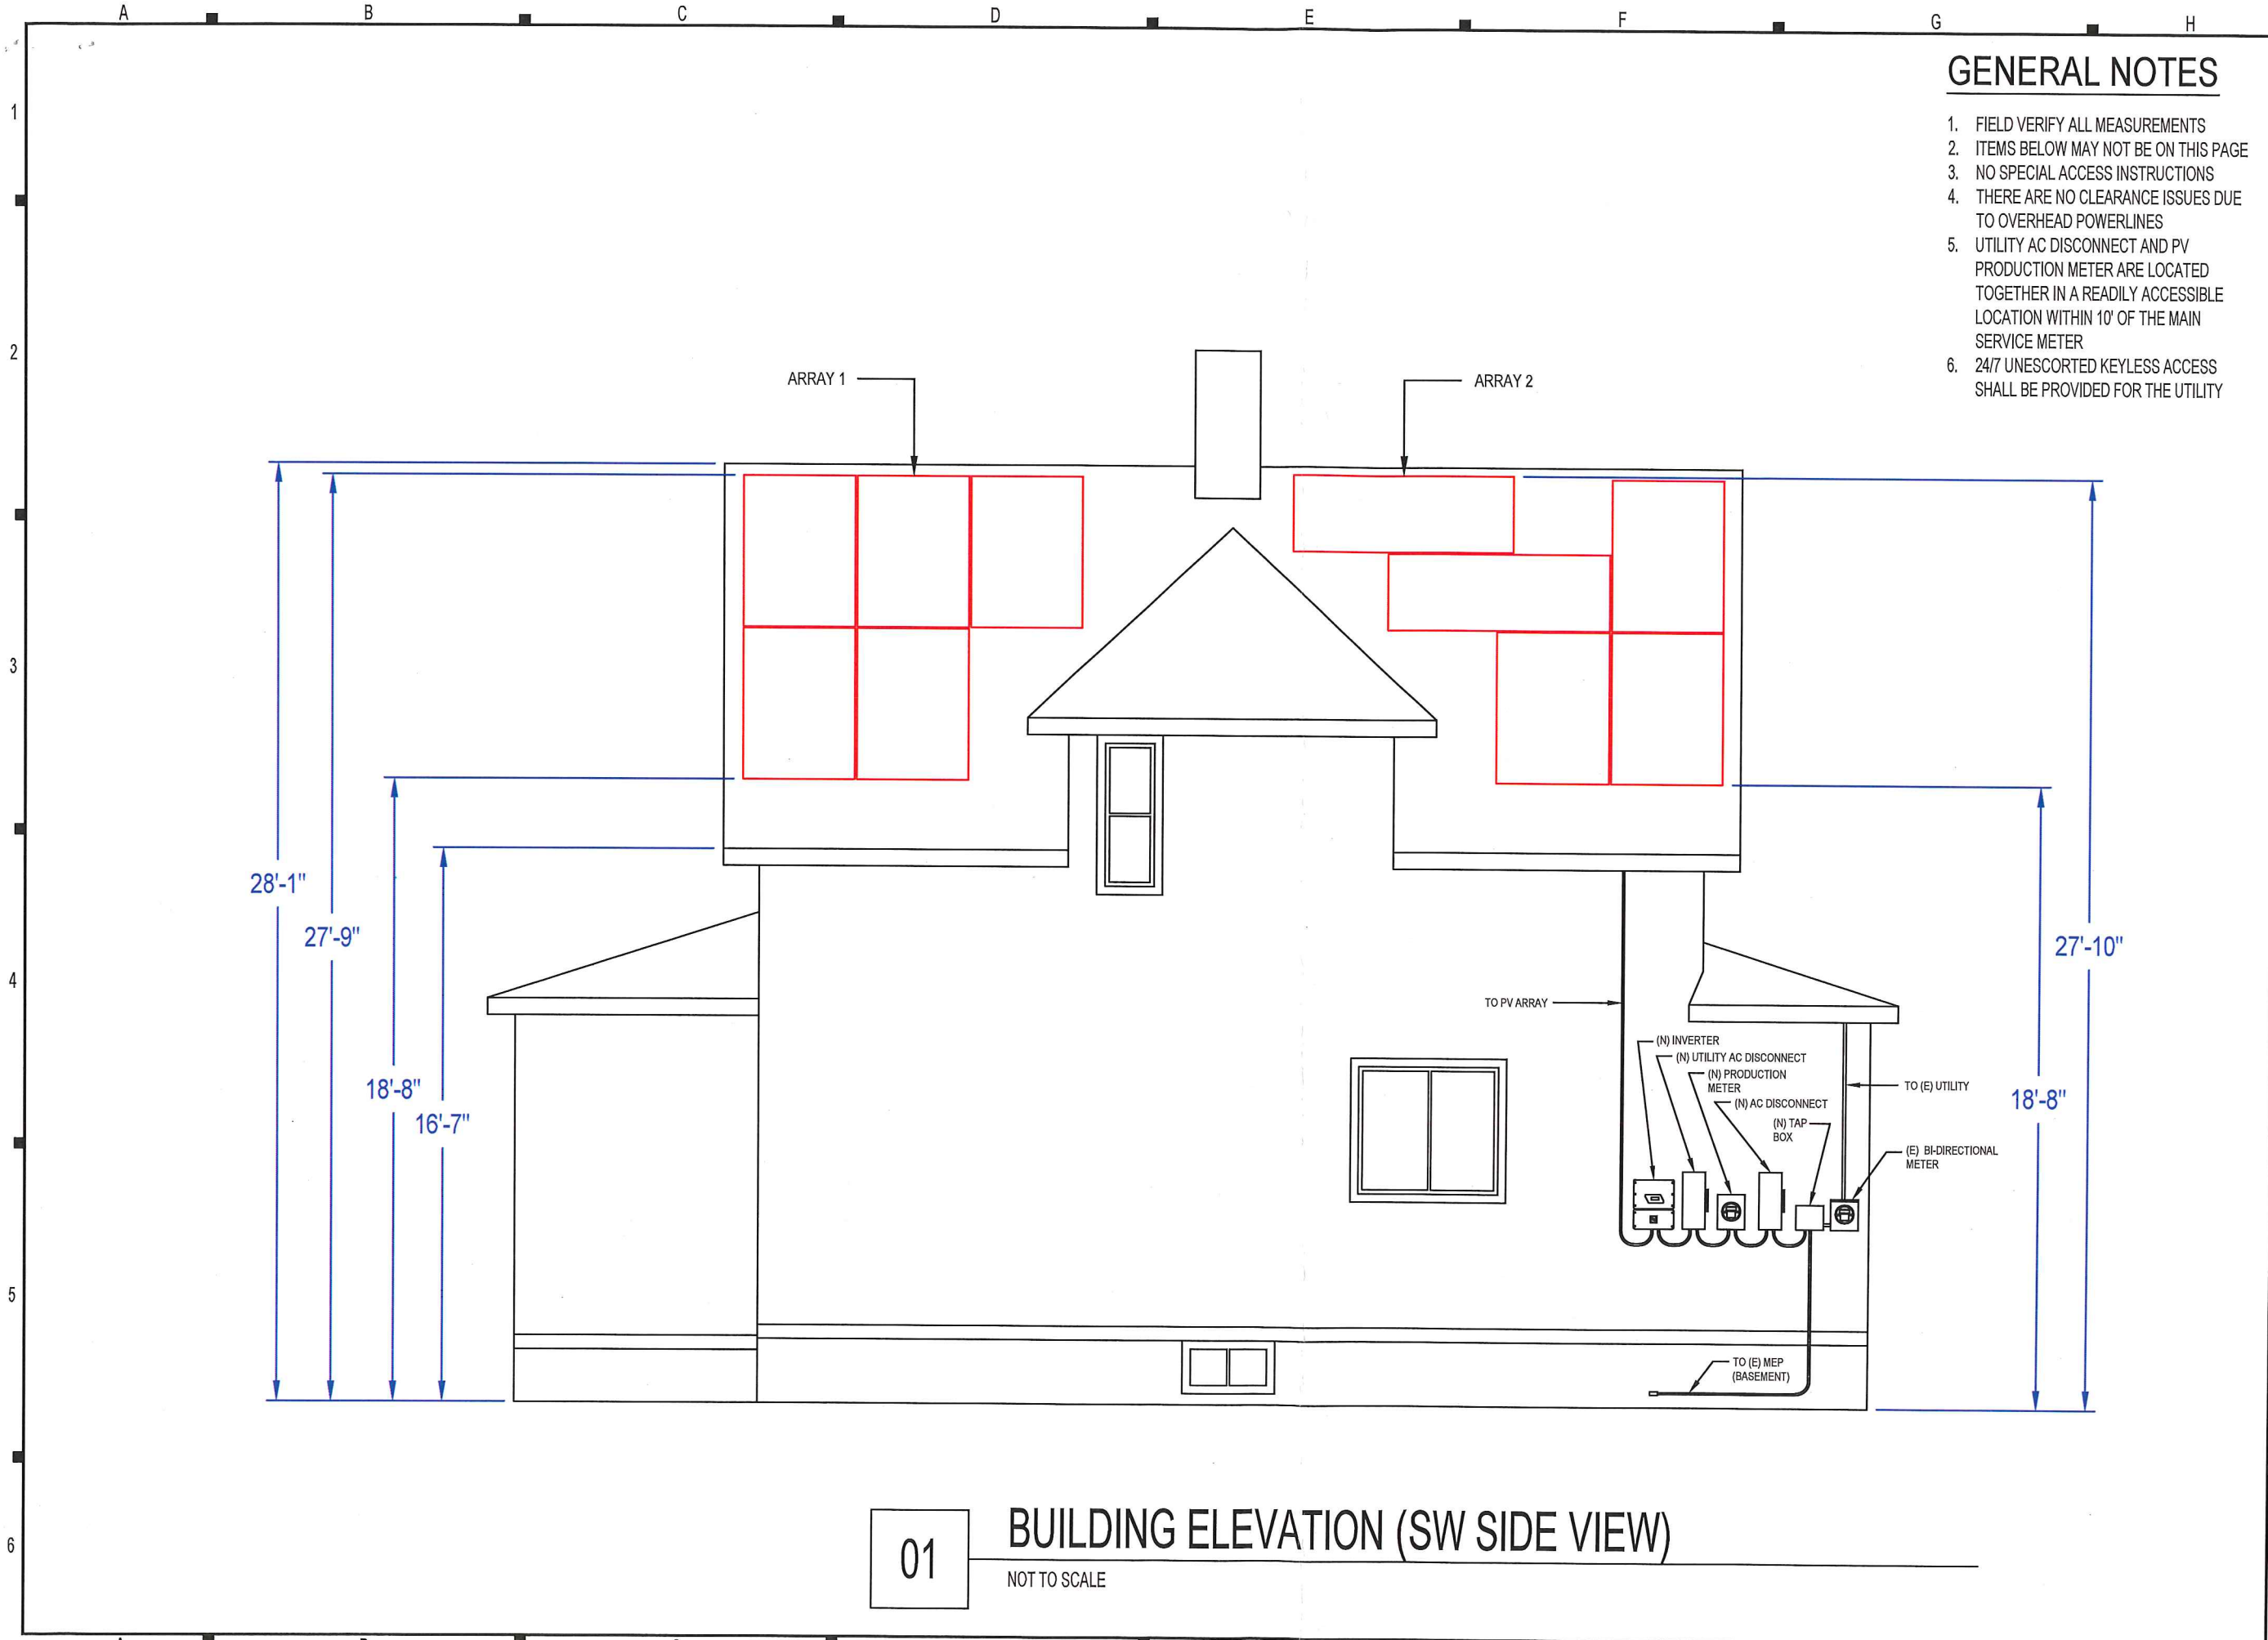 A B C D E F G H
1
2
3
4
5
6
GENERAL NOTES
1. FIELD VERIFY ALL MEASUREMENTS
2. ITEMS BELOW MAY NOT BE ON THIS PAGE
3. NO SPECIAL ACCESS INSTRUCTIONS
4. THERE ARE NO CLEARANCE ISSUES DUE
TO OVERHEAD POWERLINES
5. UTILITY AC DISCONNECT AND PV
PRODUCTION METER ARE LOCATED
TOGETHER IN A READILY ACCESSIBLE
LOCATION WITHIN 10' OF THE MAIN
SERVICE METER
6. 24/7 UNESCORTED KEYLESS ACCESS
SHALL BE PROVIDED FOR THE UTILITY
ARRAY 1
ARRAY 2
28'-1"
27'-9"
18'-8"
16'-7"
27'-10"
18'-8"
TO PV ARRAY
(N) INVERTER
(N) UTILITY AC DISCONNECT
(N) PRODUCTION
METER
(N) AC DISCONNECT
(N) TAP
BOX
TO (E) UTILITY
(E) BI-DIRECTIONAL
METER
TO (E) MEP
(BASEMENT)
01
BUILDING ELEVATION (SW SIDE VIEW)
NOT TO SCALE